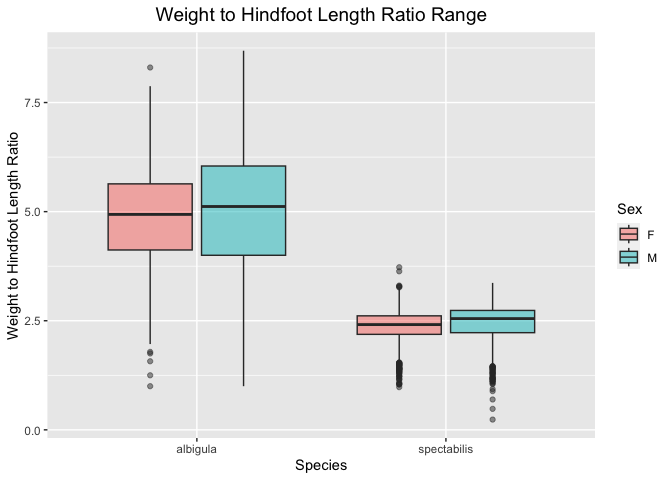 Weight to Hindfoot Length Ratio Range
Weight to Hindfoot Length Ratio
7.5
5.0
2.5
0.0
albigula
spectabilis
Species
Sex
F
M